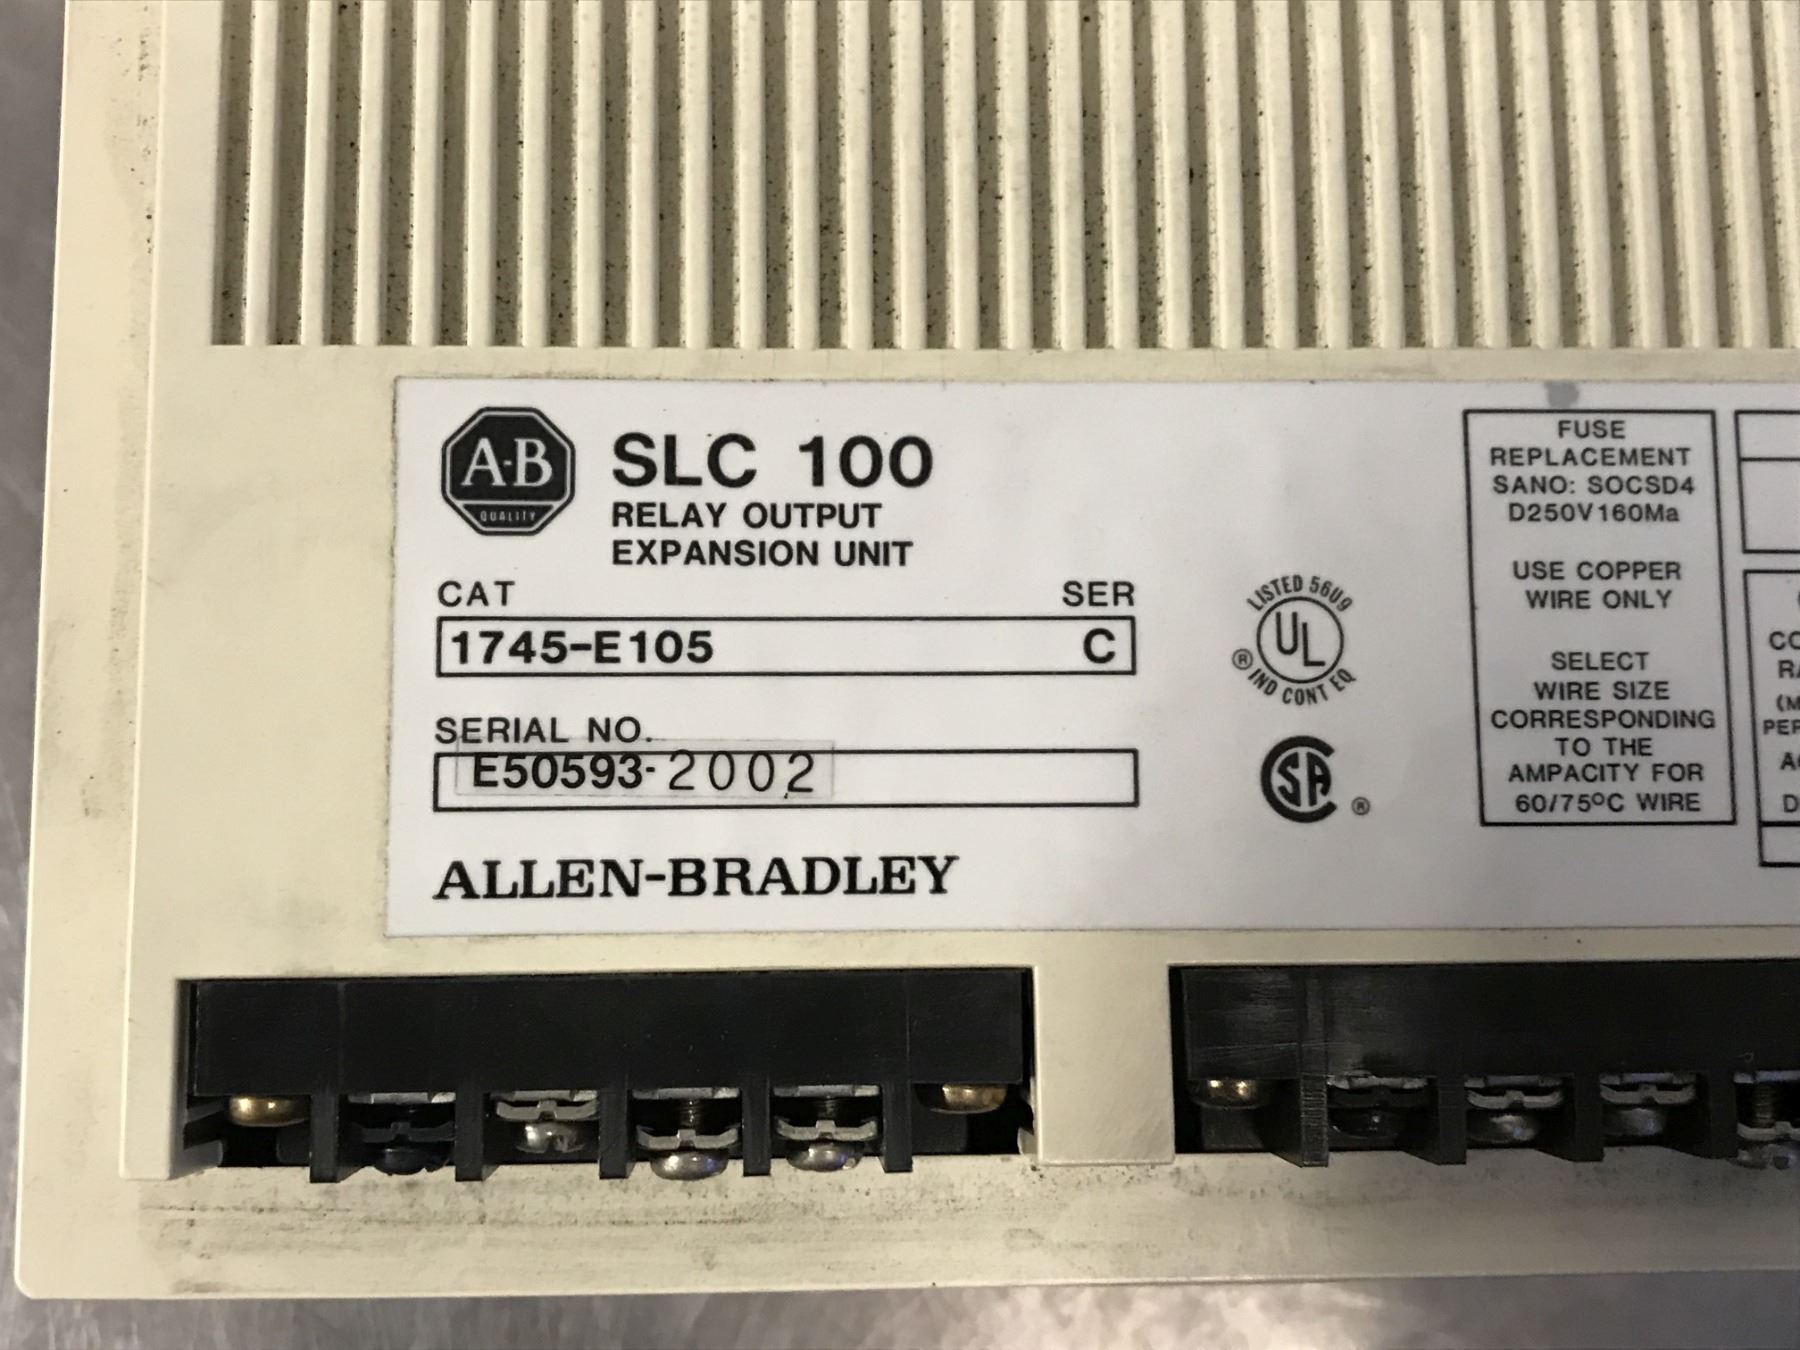 A-B
QUALITY
SLC 100
RELAY OUTPUT
EXPANSION UNIT
CAT SER
1745-E105 C
SERIAL NO.
E50593-2002
ALLEN-BRADLEY
LISTED 56U9
UL
® IND CONT EQ
SA ®
FUSE
REPLACEMENT
SANO: SOCSD4
D250V160Ma
USE COPPER
WIRE ONLY
SELECT
WIRE SIZE
CORRESPONDING
TO THE
AMPACITY FOR
60/75ºC WIRE